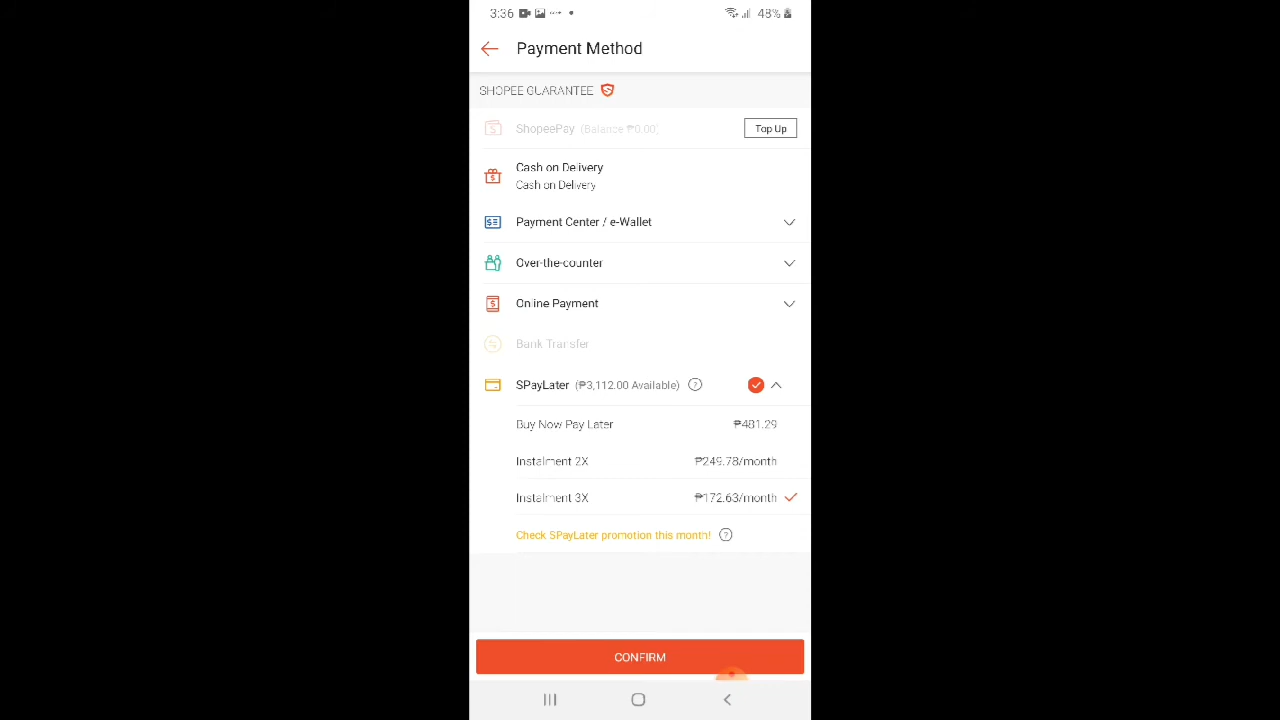 3:36 48%
Payment Method
SHOPEE GUARANTEE
ShopeePay (Balance ₱0.00) Top Up
Cash on Delivery
Cash on Delivery
Payment Center / e-Wallet
Over-the-counter
Online Payment
Bank Transfer
SPayLater (₱3,112.00 Available) ?
Buy Now Pay Later ₱481.29
Instalment 2X ₱249.78/month
Instalment 3X ₱172.63/month
Check SPayLater promotion this month! ?
CONFIRM